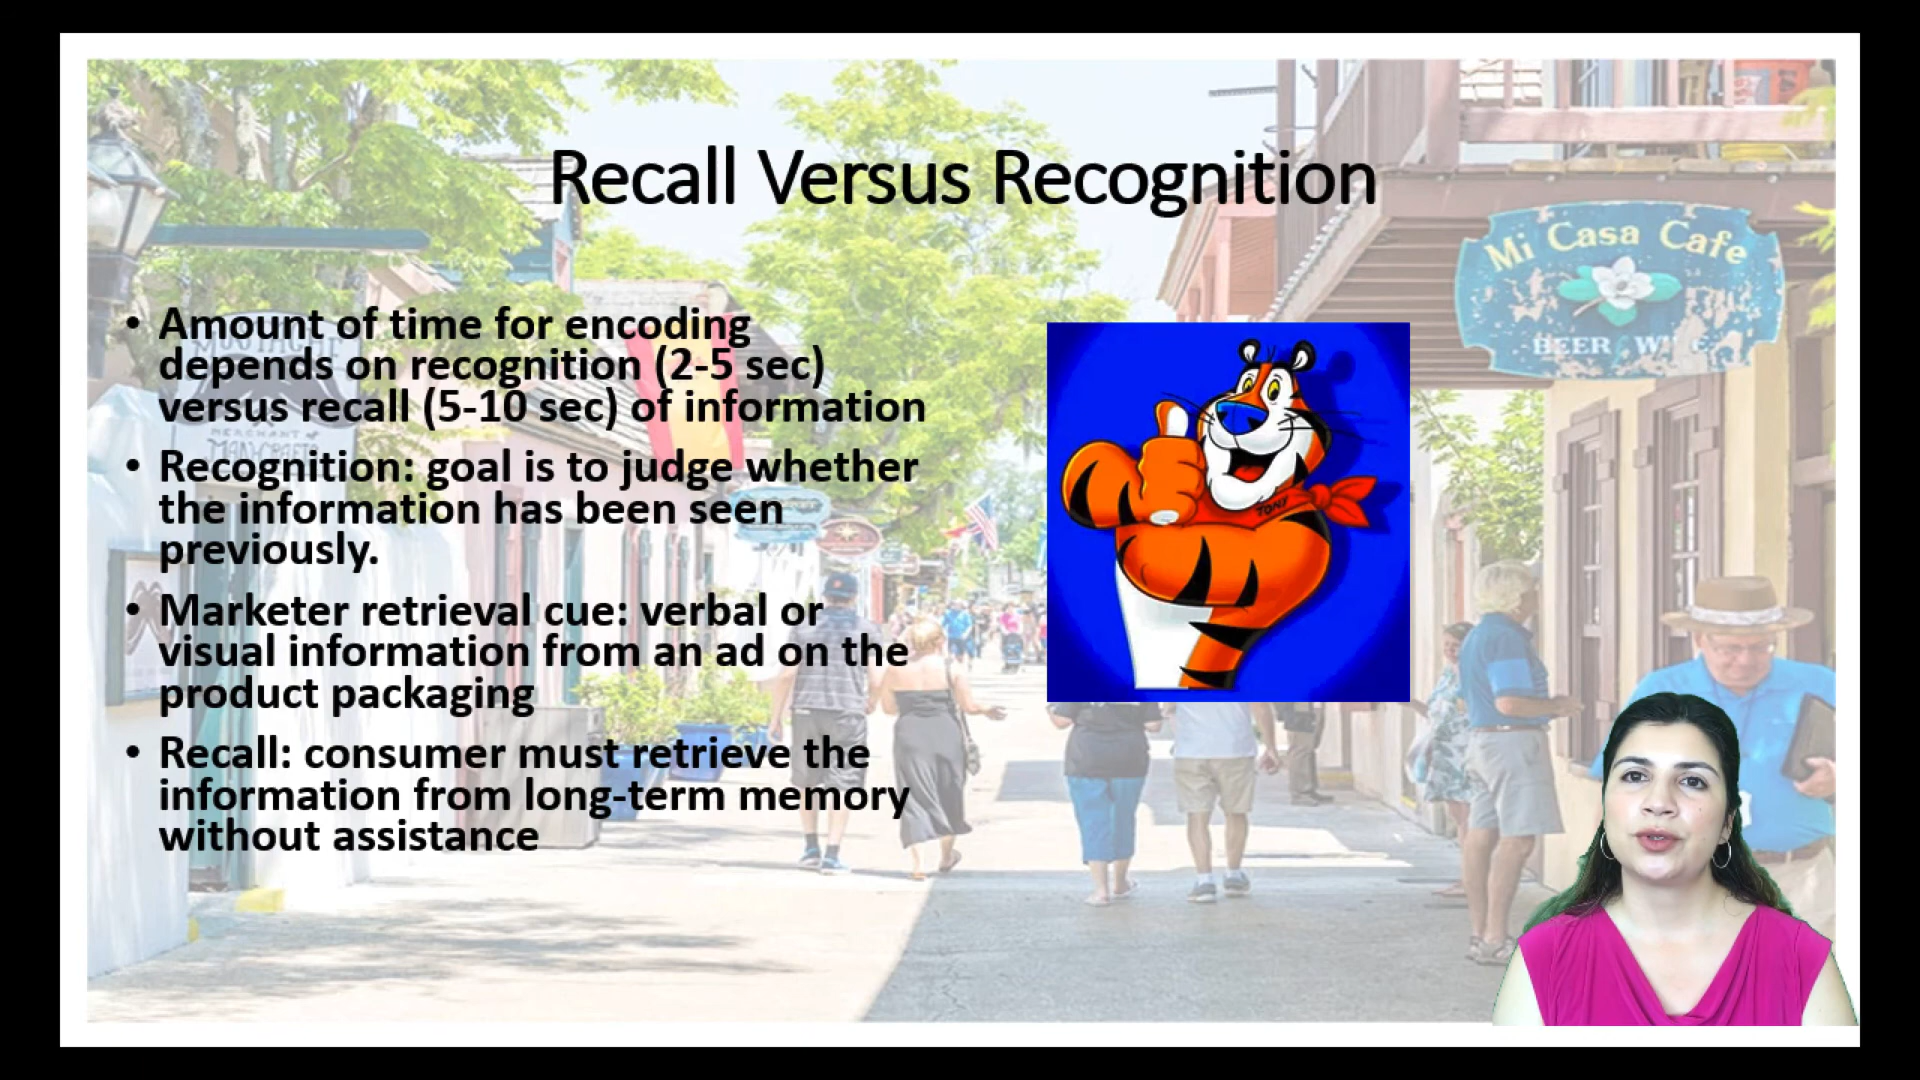 Recall Versus Recognition
• Amount of time for encoding
depends on recognition (2-5 sec)
versus recall (5-10 sec) of information
• Recognition: goal is to judge whether
the information has been seen
previously.
• Marketer retrieval cue: verbal or
visual information from an ad on the
product packaging
• Recall: consumer must retrieve the
information from long-term memory
without assistance
TONY
Mi Casa Cafe
BEER